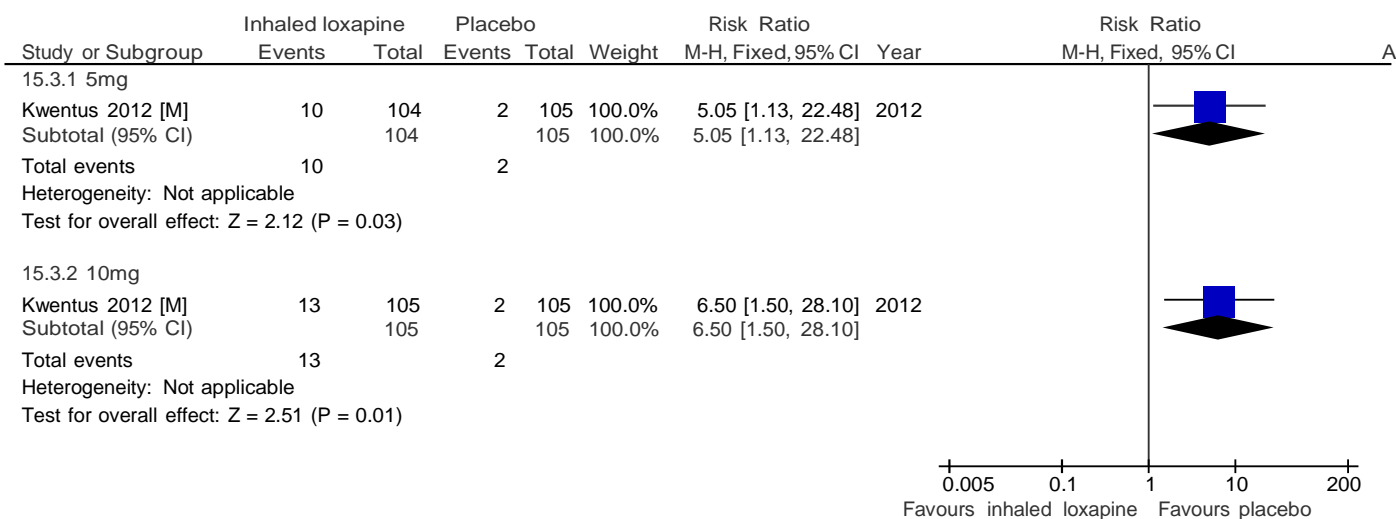 Inhaled loxapine Placebo Risk Ratio Risk Ratio
Study or Subgroup Events Total Events Total Weight M-H, Fixed, 95% CI Year M-H, Fixed, 95% CI A
15.3.1 5mg
Kwentus 2012 [M] 10 104 2 105 100.0% 5.05 [1.13, 22.48] 2012
Subtotal (95% CI) 104 105 100.0% 5.05 [1.13, 22.48]
Total events 10 2
Heterogeneity: Not applicable
Test for overall effect: Z = 2.12 (P = 0.03)
15.3.2 10mg
Kwentus 2012 [M] 13 105 2 105 100.0% 6.50 [1.50, 28.10] 2012
Subtotal (95% CI) 105 105 100.0% 6.50 [1.50, 28.10]
Total events 13 2
Heterogeneity: Not applicable
Test for overall effect: Z = 2.51 (P = 0.01)
0.005 0.1 1 10 200
Favours inhaled loxapine Favours placebo